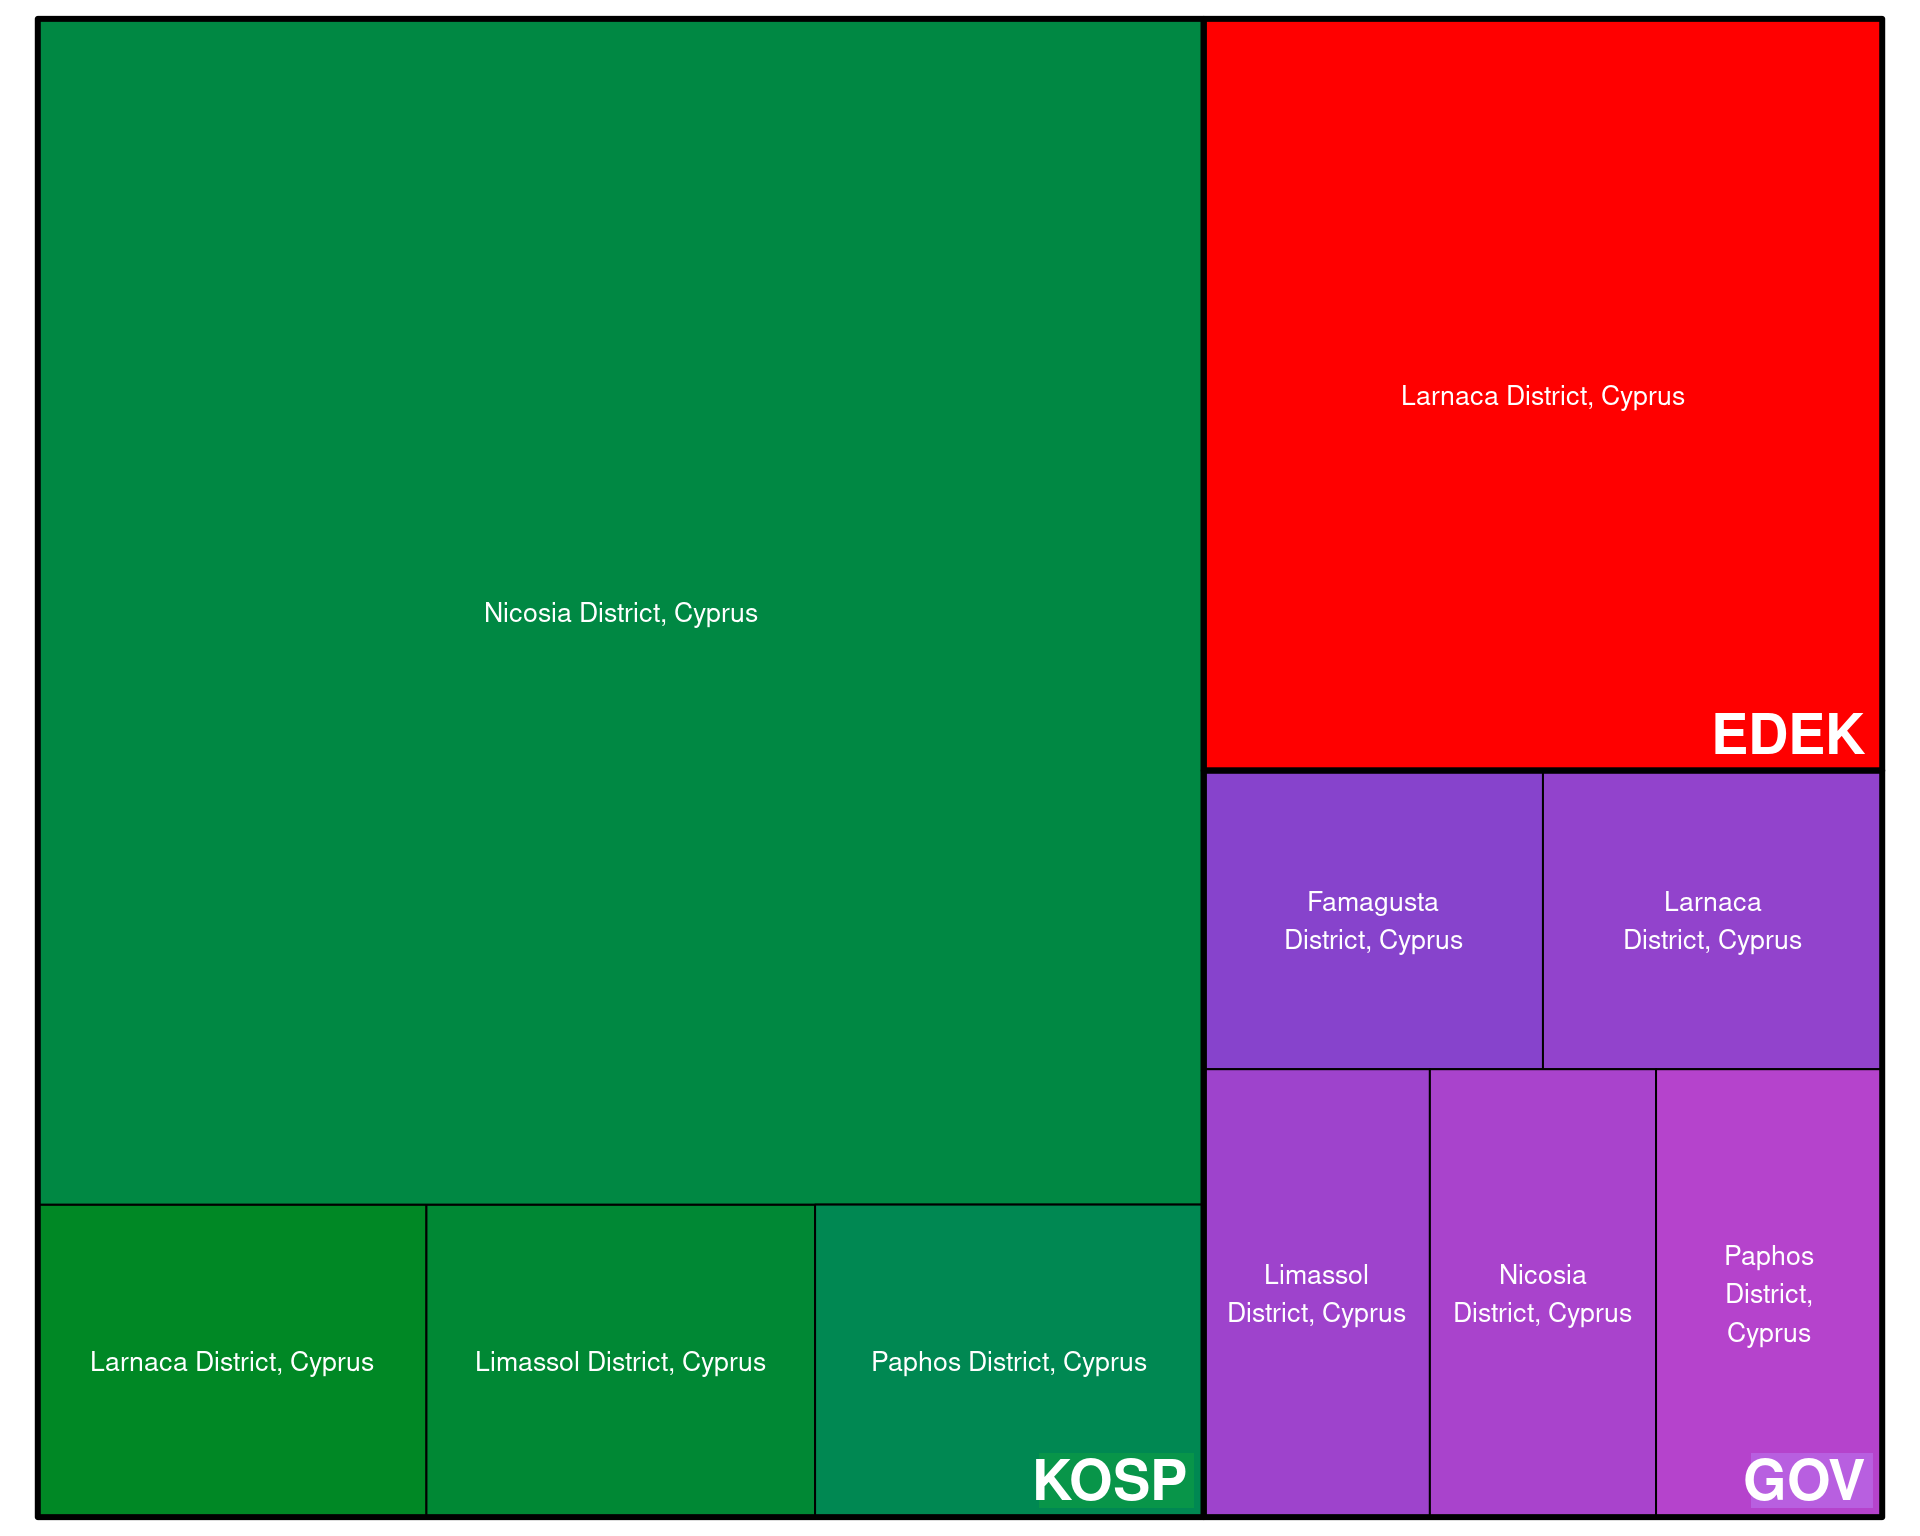 Nicosia District, Cyprus
Larnaca District, Cyprus
Limassol District, Cyprus
Paphos District, Cyprus
KOSP
Larnaca District, Cyprus
EDEK
Famagusta
District, Cyprus
Larnaca
District, Cyprus
Limassol
District, Cyprus
Nicosia
District, Cyprus
Paphos
District,
Cyprus
GOV